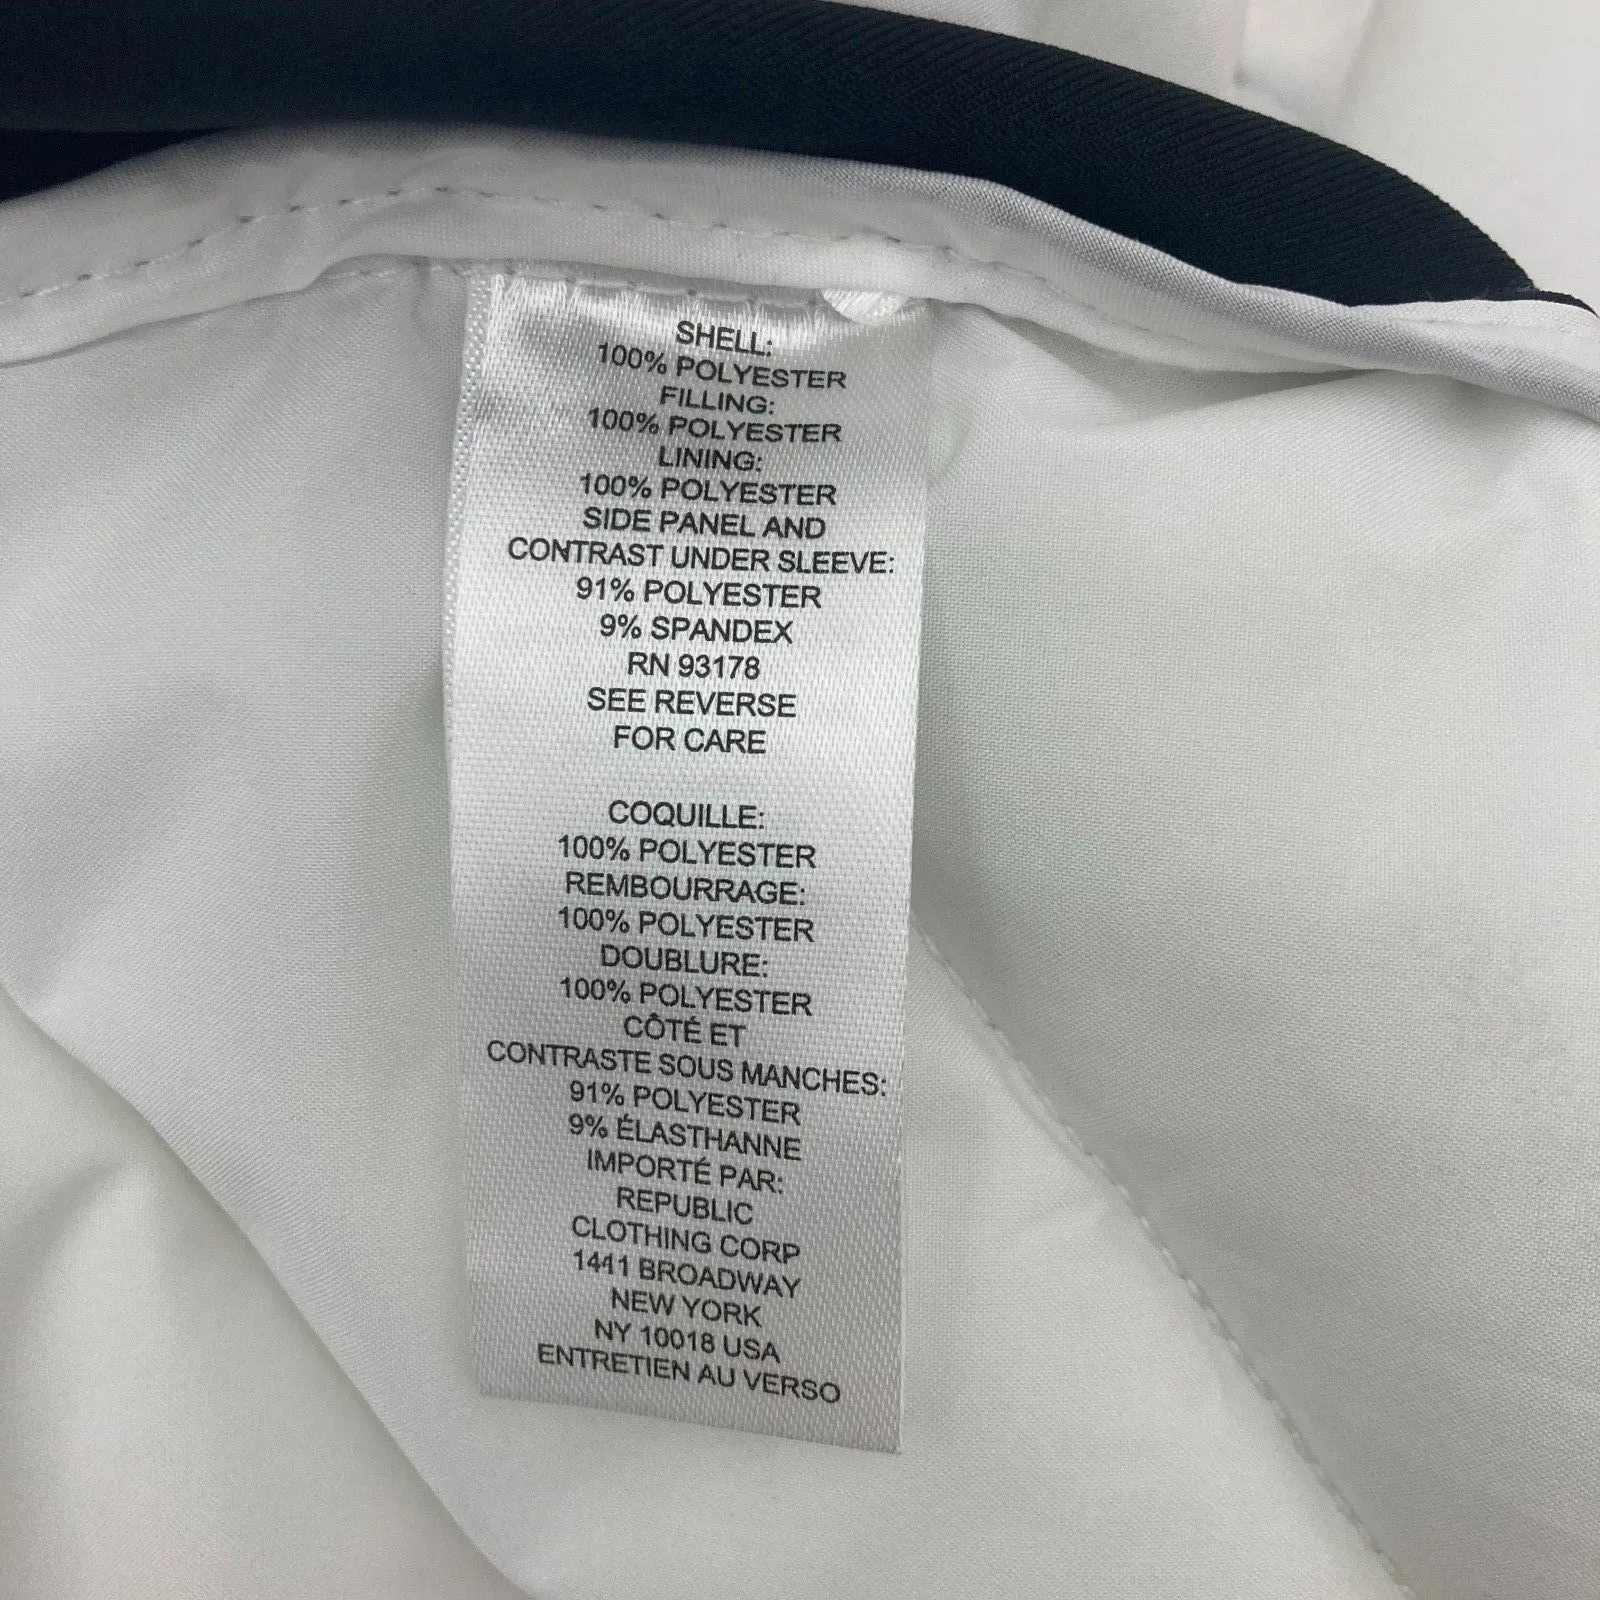 SHELL:
100% POLYESTER
FILLING:
100% POLYESTER
LINING:
100% POLYESTER
SIDE PANEL AND
CONTRAST UNDER SLEEVE:
91% POLYESTER
9% SPANDEX
RN 93178
SEE REVERSE
FOR CARE
COQUILLE:
100% POLYESTER
REMBOURRAGE:
100% POLYESTER
DOUBLURE:
100% POLYESTER
CÔTÉ ET
CONTRASTE SOUS MANCHES:
91% POLYESTER
9% ÉLASTHANNE
IMPORTÉ PAR:
REPUBLIC
CLOTHING CORP
1441 BROADWAY
NEW YORK
NY 10018 USA
ENTRETIEN AU VERSO